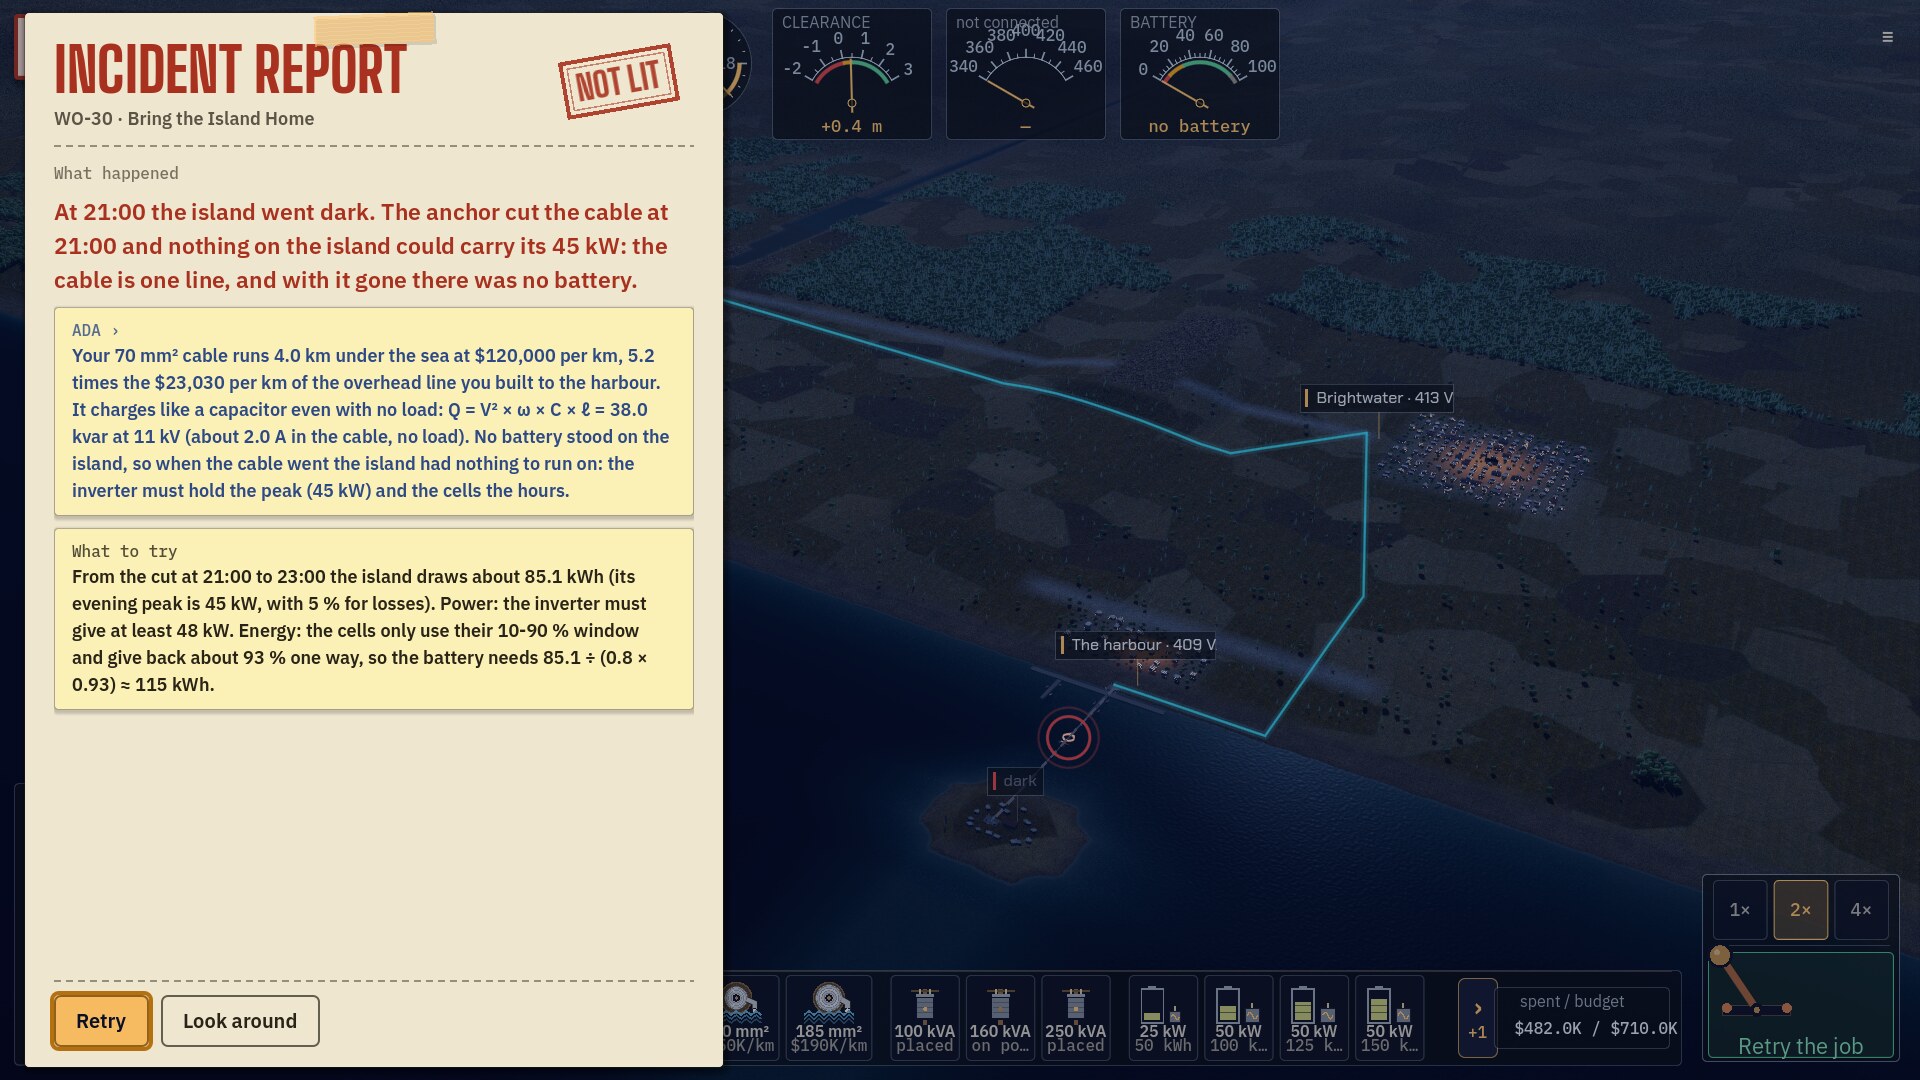 INCIDENT REPORT
NOT LIT
WO-30 · Bring the Island Home
What happened
At 21:00 the island went dark. The anchor cut the cable at
21:00 and nothing on the island could carry its 45 kW: the
cable is one line, and with it gone there was no battery.
ADA ›
Your 70 mm² cable runs 4.0 km under the sea at $120,000 per km, 5.2
times the $23,030 per km of the overhead line you built to the harbour.
It charges like a capacitor even with no load: Q = V² × ω × C × ℓ = 38.0
kvar at 11 kV (about 2.0 A in the cable, no load). No battery stood on the
island, so when the cable went the island had nothing to run on: the
inverter must hold the peak (45 kW) and the cells the hours.
What to try
From the cut at 21:00 to 23:00 the island draws about 85.1 kWh (its
evening peak is 45 kW, with 5 % for losses). Power: the inverter must
give at least 48 kW. Energy: the cells only use their 10-90 % window
and give back about 93 % one way, so the battery needs 85.1 ÷ (0.8 ×
0.93) ≈ 115 kWh.
Retry
Look around
CLEARANCE
-2 -1 0 1 2 3
+0.4 m
not connected
340 360 380 400 420 440 460
–
BATTERY
0 20 40 60 80 100
no battery
≡
Brightwater · 413 V
The harbour · 409 V
dark
1×
2×
4×
0 mm²
50K/km
185 mm²
$190K/km
100 kVA
placed
160 kVA
on po…
250 kVA
placed
25 kW
50 kWh
50 kW
100 k…
50 kW
125 k…
50 kW
150 k…
›
+1
spent / budget
$482.0K / $710.0K
Retry the job